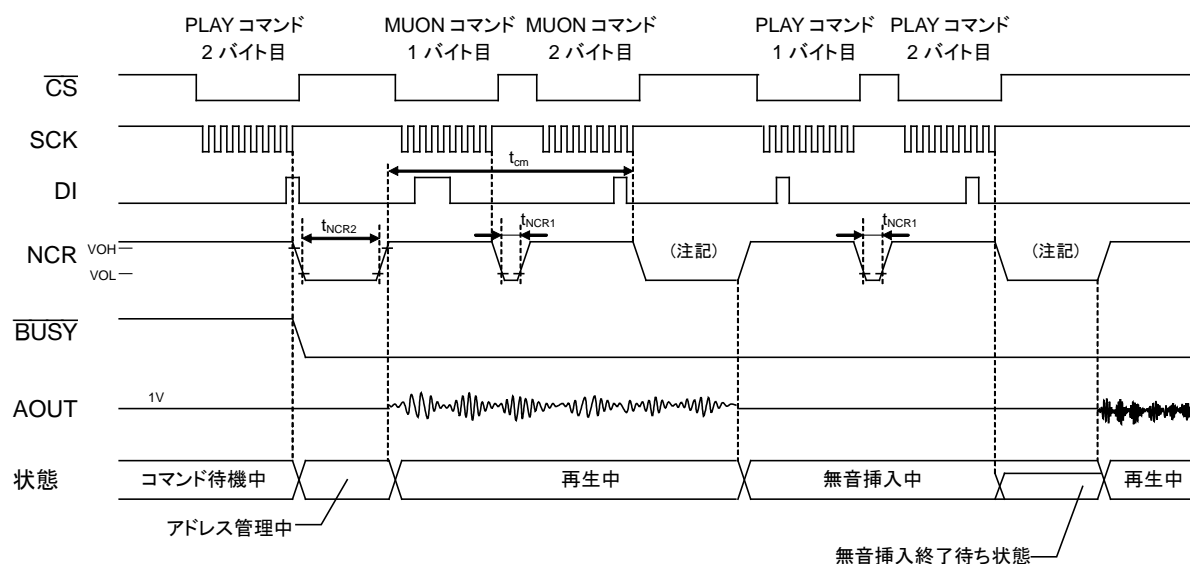 PLAY コマンド
2 バイト目
MUON コマンド
1 バイト目
MUON コマンド
2 バイト目
PLAY コマンド
1 バイト目
PLAY コマンド
2 バイト目
CS
SCK
tcm
DI
tNCR2
tNCR1
tNCR1
NCR
VOH
VOL
(注記)
(注記)
BUSY
AOUT
1V
状態
コマンド待機中
再生中
無音挿入中
再生中
アドレス管理中
無音挿入終了待ち状態